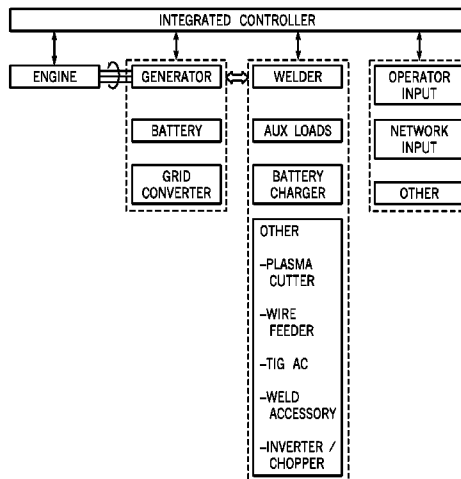 INTEGRATED CONTROLLER
ENGINE
GENERATOR
BATTERY
GRID
CONVERTER
WELDER
AUX LOADS
BATTERY
CHARGER
OTHER
–PLASMA
CUTTER
–WIRE
FEEDER
–TIG AC
–WELD
ACCESSORY
–INVERTER /
CHOPPER
OPERATOR
INPUT
NETWORK
INPUT
OTHER